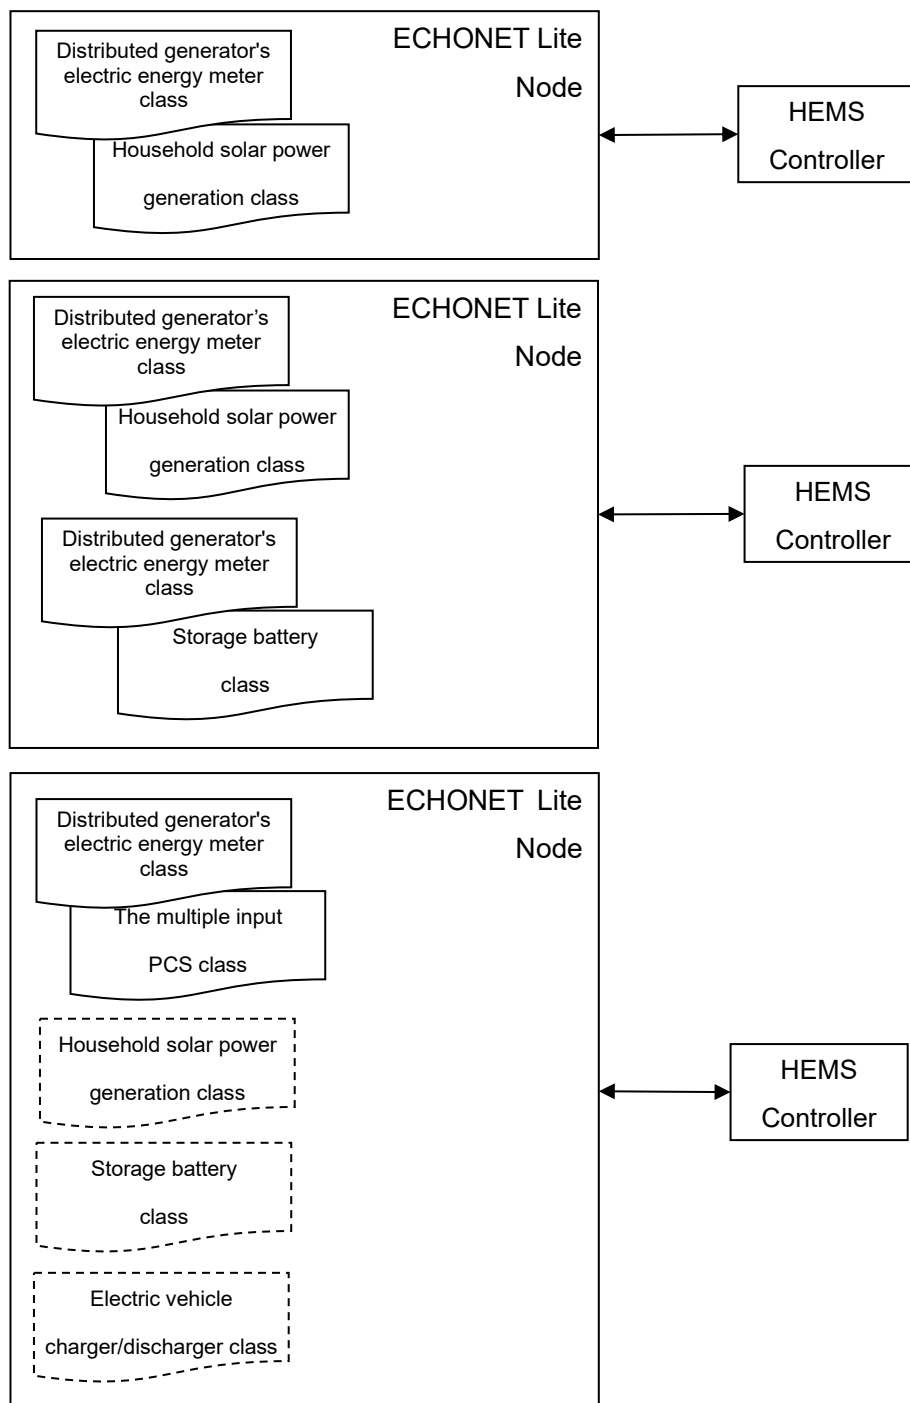 Distributed generator's
electric energy meter
class
Household solar power
generation class
ECHONET Lite
Node
HEMS
Controller
Distributed generator’s
electric energy meter
class
Household solar power
generation class
Distributed generator's
electric energy meter
class
Storage battery
class
ECHONET Lite
Node
HEMS
Controller
Distributed generator's
electric energy meter
class
The multiple input
PCS class
Household solar power
generation class
Storage battery
class
Electric vehicle
charger/discharger class
ECHONET  Lite
Node
HEMS
Controller